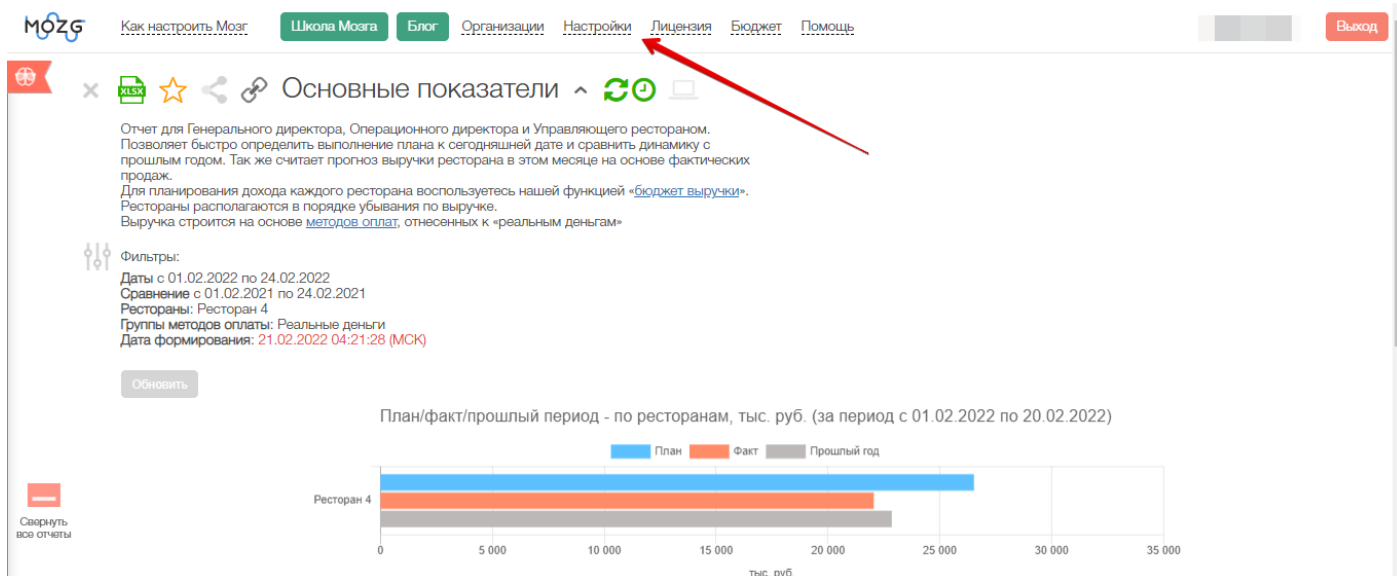 MOZG
Как настроить Мозг Школа Мозга Блог Организации Настройки Лицензия Бюджет Помощь Выход
XLSX Основные показатели
Отчет для Генерального директора, Операционного директора и Управляющего рестораном.
Позволяет быстро определить выполнение плана к сегодняшней дате и сравнить динамику с
прошлым годом. Так же считает прогноз выручки ресторана в этом месяце на основе фактических
продаж.
Для планирования дохода каждого ресторана воспользуетесь нашей функцией «бюджет выручки».
Рестораны располагаются в порядке убывания по выручке.
Выручка строится на основе методов оплат, отнесенных к «реальным деньгам»
Фильтры:
Даты с 01.02.2022 по 24.02.2022
Сравнение с 01.02.2021 по 24.02.2021
Рестораны: Ресторан 4
Группы методов оплаты: Реальные деньги
Дата формирования: 21.02.2022 04:21:28 (МСК)
Обновить
План/факт/прошлый период - по ресторанам, тыс. руб. (за период с 01.02.2022 по 20.02.2022)
План Факт Прошлый год
Ресторан 4
Свернуть
все отчеты
0 5 000 10 000 15 000 20 000 25 000 30 000 35 000
тыс. руб.